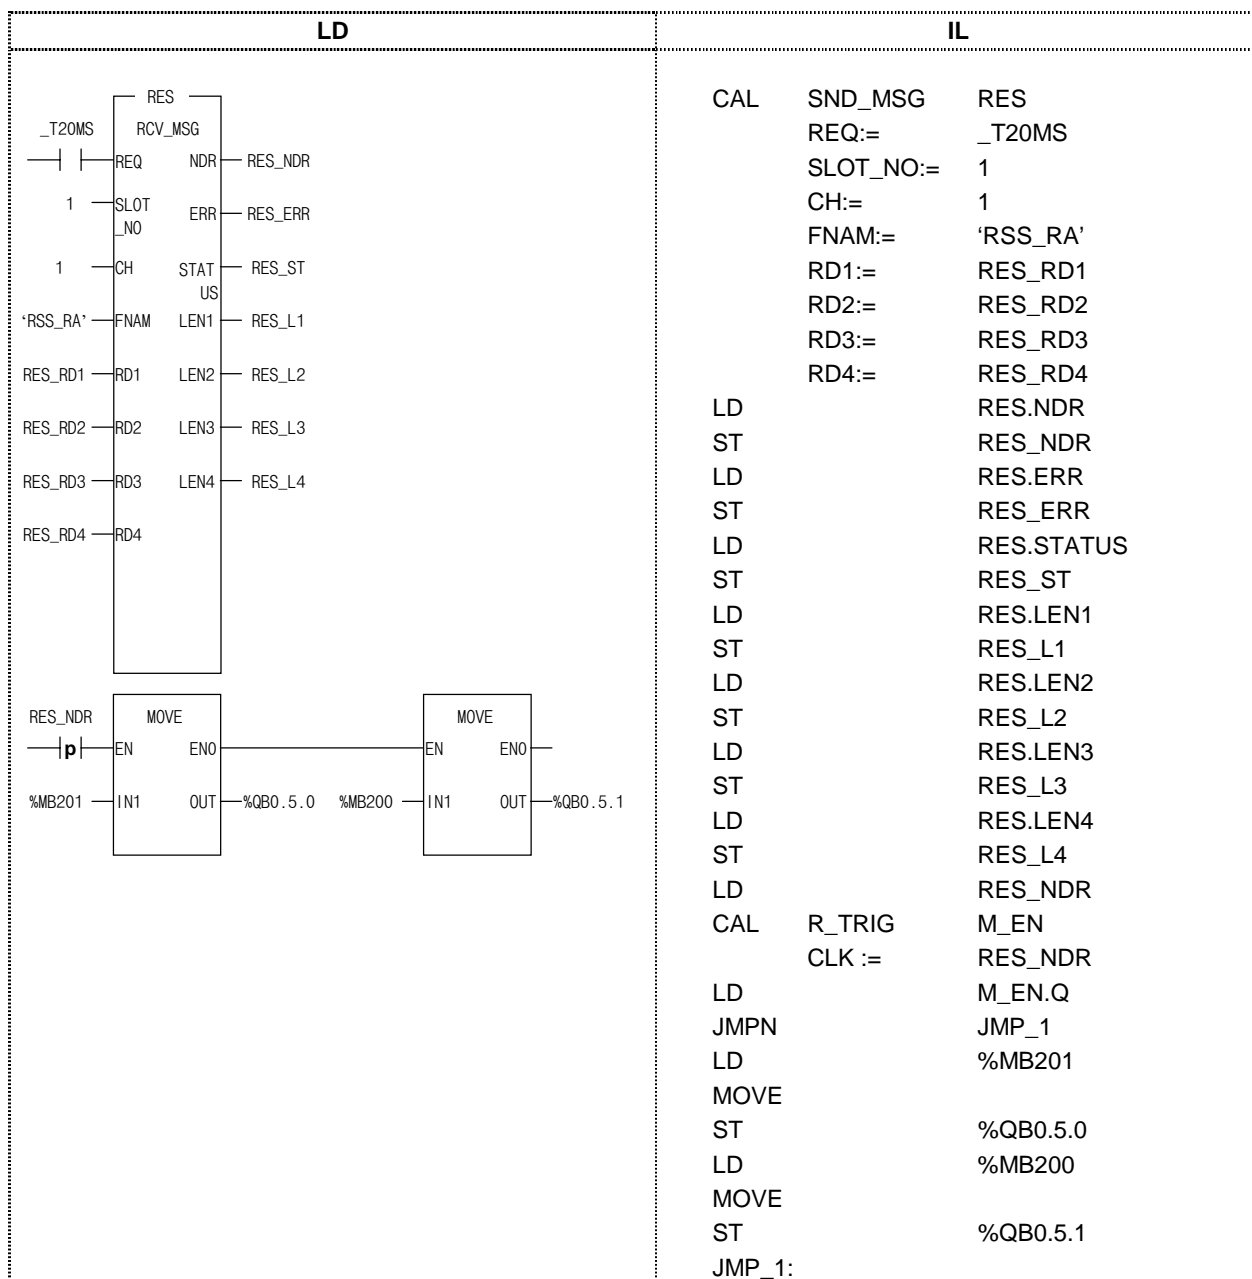 LD IL
RES
_T20MS RCV_MSG
REQ NDR RES_NDR
1 SLOT
_NO ERR RES_ERR
1 CH STAT RES_ST
US
‘RSS_RA’ FNAM LEN1 RES_L1
RES_RD1 RD1 LEN2 RES_L2
RES_RD2 RD2 LEN3 RES_L3
RES_RD3 RD3 LEN4 RES_L4
RES_RD4 RD4
RES_NDR MOVE MOVE
p EN ENO EN ENO
%MB201 IN1 OUT %QB0.5.0 %MB200 IN1 OUT %QB0.5.1
CAL SND_MSG RES
REQ:= _T20MS
SLOT_NO:= 1
CH:= 1
FNAM:= ‘RSS_RA’
RD1:= RES_RD1
RD2:= RES_RD2
RD3:= RES_RD3
RD4:= RES_RD4
LD RES.NDR
ST RES_NDR
LD RES.ERR
ST RES_ERR
LD RES.STATUS
ST RES_ST
LD RES.LEN1
ST RES_L1
LD RES.LEN2
ST RES_L2
LD RES.LEN3
ST RES_L3
LD RES.LEN4
ST RES_L4
LD RES_NDR
CAL R_TRIG M_EN
CLK := RES_NDR
LD M_EN.Q
JMPN JMP_1
LD %MB201
MOVE
ST %QB0.5.0
LD %MB200
MOVE
ST %QB0.5.1
JMP_1: